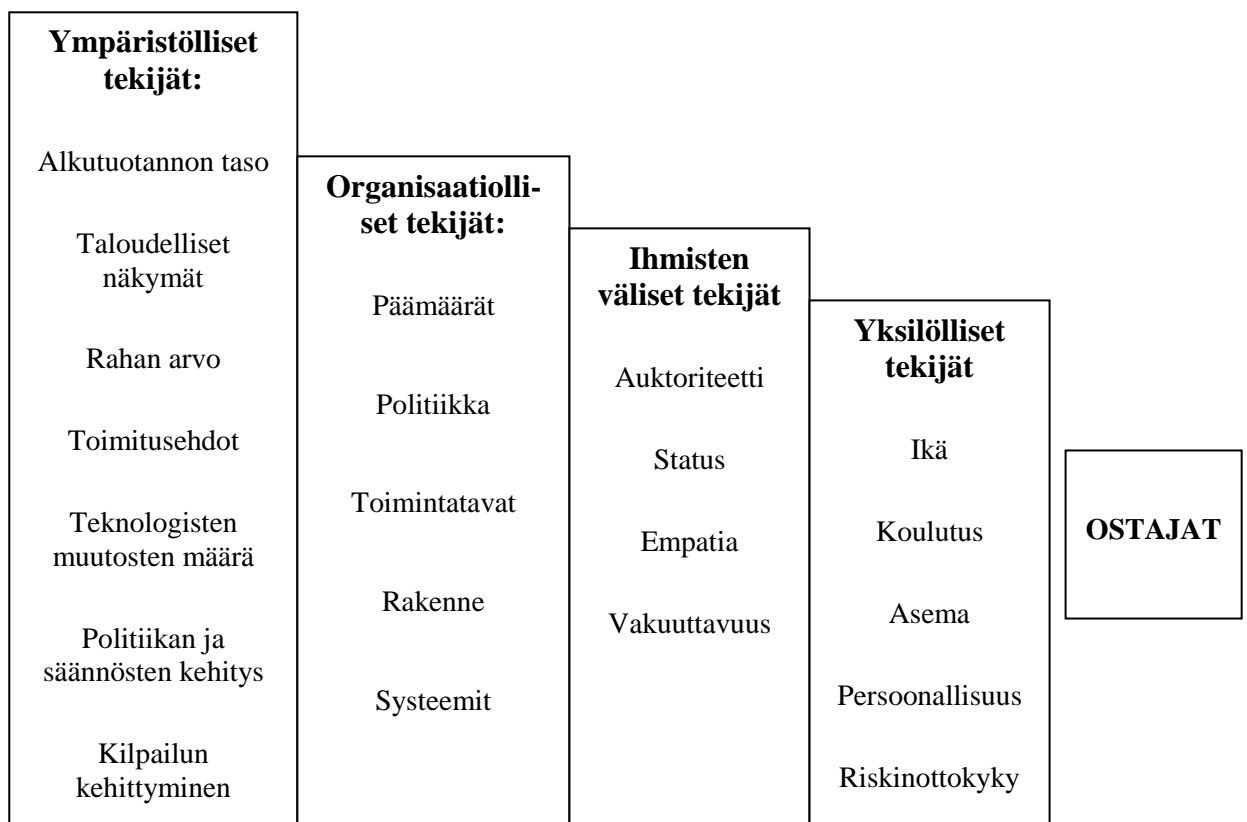 Ympäristölliset
tekijät:
Alkutuotannon taso
Taloudelliset
näkymät
Rahan arvo
Toimitusehdot
Teknologisten
muutosten määrä
Politiikan ja
säännösten kehitys
Kilpailun
kehittyminen
Organisaatiolli-
set tekijät:
Päämäärät
Politiikka
Toimintatavat
Rakenne
Systeemit
Ihmisten
väliset tekijät
Auktoriteetti
Status
Empatia
Vakuuttavuus
Yksilölliset
tekijät
Ikä
Koulutus
Asema
Persoonallisuus
Riskinottokyky
OSTAJAT